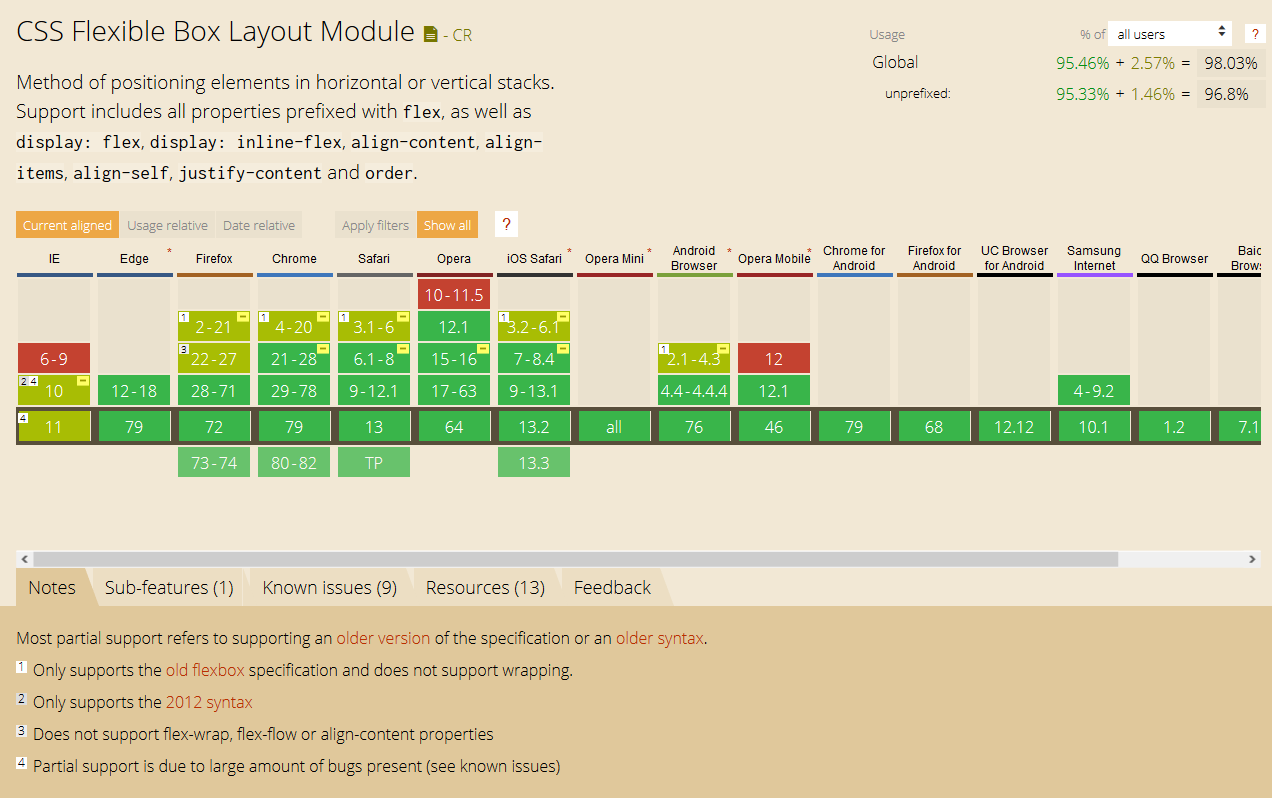 CSS Flexible Box Layout Module - CR
Usage % of all users ?
Global 95.46% + 2.57% = 98.03%
unprefixed: 95.33% + 1.46% = 96.8%
Method of positioning elements in horizontal or vertical stacks.
Support includes all properties prefixed with flex, as well as
display: flex, display: inline-flex, align-content, align-
items, align-self, justify-content and order.
Current aligned Usage relative Date relative Apply filters Show all ?
IE Edge * Firefox Chrome Safari Opera iOS Safari * Opera Mini * Android Browser * Opera Mobile * Chrome for Android Firefox for Android UC Browser for Android Samsung Internet QQ Browser Baid Brows
10-11.5
1 2-21 1 4-20 1 3.1-6 12.1 1 3.2-6.1
6-9 3 22-27 21-28 6.1-8 15-16 7-8.4 1 2.1-4.3 12
2 4 10 12-18 28-71 29-78 9-12.1 17-63 9-13.1 4.4-4.4.4 12.1 4-9.2
4 11 79 72 79 13 64 13.2 all 76 46 79 68 12.12 10.1 1.2 7.1
73-74 80-82 TP 13.3
Notes Sub-features (1) Known issues (9) Resources (13) Feedback
Most partial support refers to supporting an older version of the specification or an older syntax.
1 Only supports the old flexbox specification and does not support wrapping.
2 Only supports the 2012 syntax
3 Does not support flex-wrap, flex-flow or align-content properties
4 Partial support is due to large amount of bugs present (see known issues)